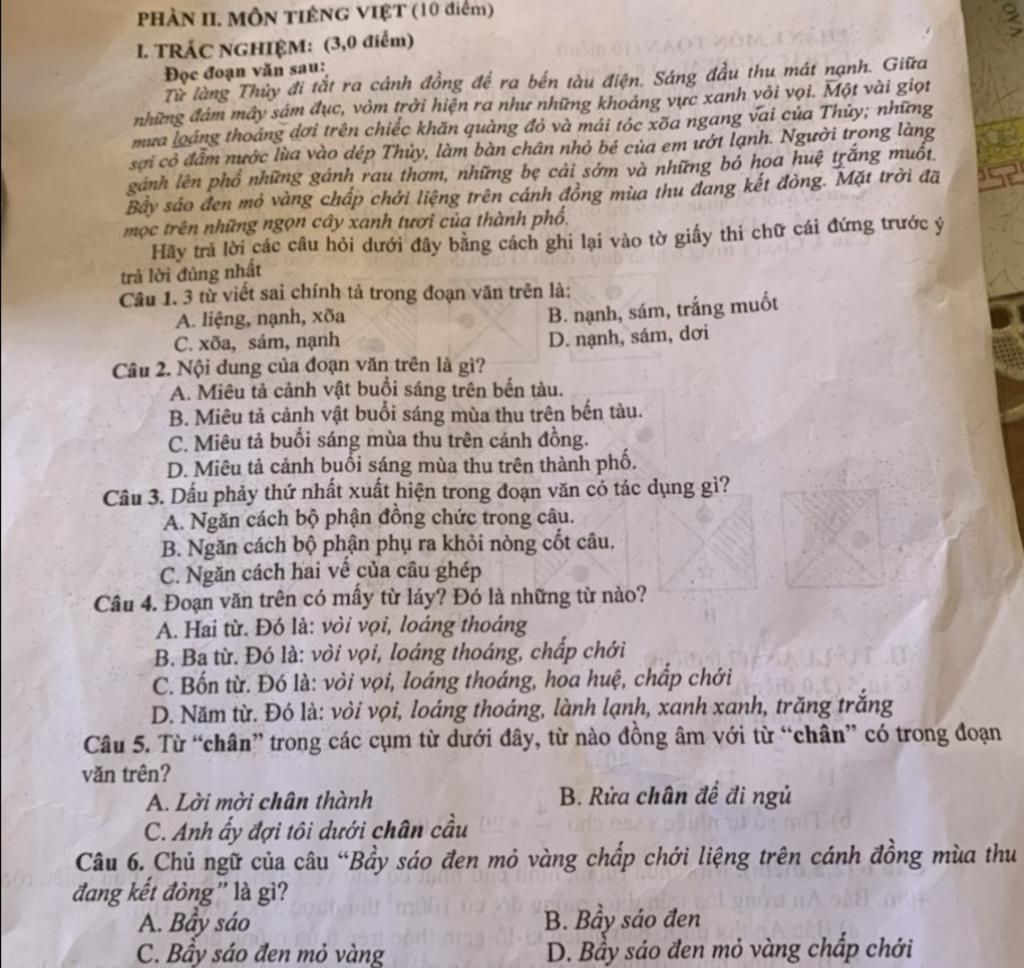 PHẦN II. MÔN TIẾNG VIỆT (10 điểm)
I. TRẮC NGHIỆM: (3,0 điểm)
Đọc đoạn văn sau:
Từ làng Thủy đi tắt ra cánh đồng để ra bến tàu điện. Sáng đầu thu mát nạnh. Giữa
những đám mây sám đục, vòm trời hiện ra như những khoảng vực xanh vòi vọi. Một vài giọt
mưa loáng thoáng dơi trên chiếc khăn quàng đỏ và mái tóc xõa ngang vai của Thủy; những
sợi cỏ đẫm nước lùa vào dép Thủy, làm bàn chân nhỏ bé của em ướt lạnh. Người trong làng
gánh lên phố những gánh rau thơm, những bẹ cải sớm và những bó hoa huệ trắng muốt.
Bầy sáo đen mỏ vàng chấp chới liệng trên cánh đồng mùa thu đang kết đòng. Mặt trời đã
mọc trên những ngọn cây xanh tươi của thành phố.
Hãy trả lời các câu hỏi dưới đây bằng cách ghi lại vào tờ giấy thi chữ cái đứng trước ý
trả lời đúng nhất
Câu 1. 3 từ viết sai chính tả trong đoạn văn trên là:
A. liệng, nạnh, xõa B. nạnh, sám, trắng muốt
C. xõa, sám, nạnh D. nạnh, sám, dơi
Câu 2. Nội dung của đoạn văn trên là gì?
A. Miêu tả cảnh vật buổi sáng trên bến tàu.
B. Miêu tả cảnh vật buổi sáng mùa thu trên bến tàu.
C. Miêu tả buổi sáng mùa thu trên cánh đồng.
D. Miêu tả cảnh buổi sáng mùa thu trên thành phố.
Câu 3. Dấu phảy thứ nhất xuất hiện trong đoạn văn có tác dụng gì?
A. Ngăn cách bộ phận đồng chức trong câu.
B. Ngăn cách bộ phận phụ ra khỏi nòng cốt câu.
C. Ngăn cách hai vế của câu ghép
Câu 4. Đoạn văn trên có mấy từ láy? Đó là những từ nào?
A. Hai từ. Đó là: vòi vọi, loáng thoáng
B. Ba từ. Đó là: vòi vọi, loáng thoáng, chấp chới
C. Bốn từ. Đó là: vòi vọi, loáng thoáng, hoa huệ, chấp chới
D. Năm từ. Đó là: vòi vọi, loáng thoáng, lành lạnh, xanh xanh, trăng trắng
Câu 5. Từ “chân” trong các cụm từ dưới đây, từ nào đồng âm với từ “chân” có trong đoạn
văn trên?
A. Lời mời chân thành B. Rửa chân để đi ngủ
C. Anh ấy đợi tôi dưới chân cầu
Câu 6. Chủ ngữ của câu “Bầy sáo đen mỏ vàng chấp chới liệng trên cánh đồng mùa thu
đang kết đòng” là gì?
A. Bầy sáo B. Bầy sáo đen
C. Bầy sáo đen mỏ vàng D. Bầy sáo đen mỏ vàng chấp chới